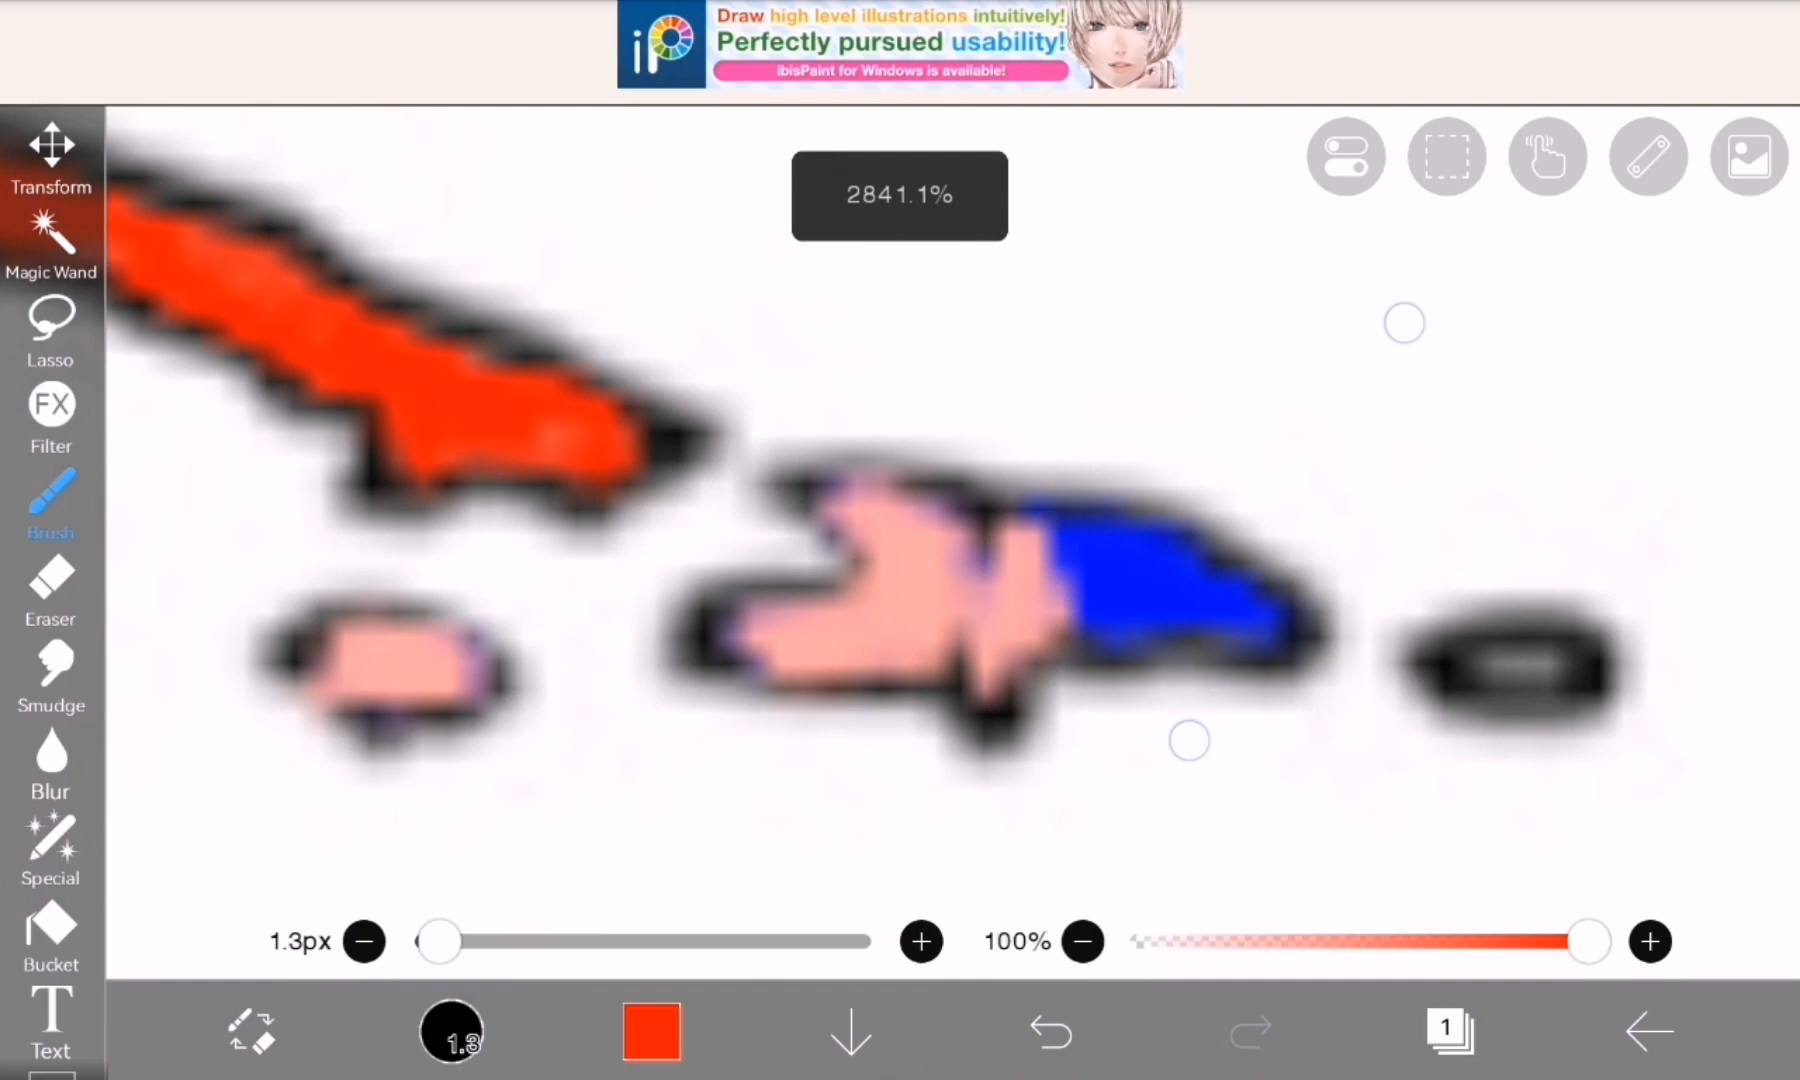 iP
Draw high level illustrations intuitively!
Perfectly pursued usability!
ibisPaint for Windows is available!
2841.1%
Transform
Magic Wand
Lasso
FX
Filter
Brush
Eraser
Smudge
Blur
Special
Bucket
T
Text
1.3px
100%
1.3
1